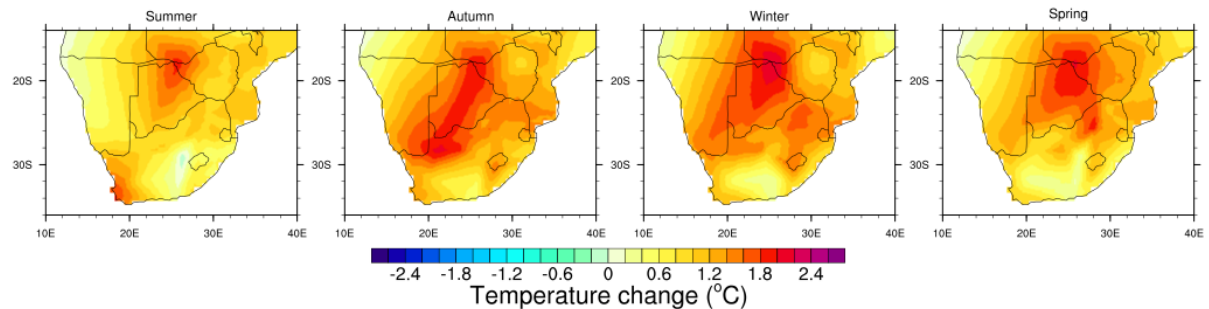 Summer Autumn Winter Spring
20S 20S 20S 20S
30S 30S 30S 30S
10E 20E 30E 40E 10E 20E 30E 40E 10E 20E 30E 40E 10E 20E 30E 40E
-2.4 -1.8 -1.2 -0.6 0 0.6 1.2 1.8 2.4
Temperature change (°C)